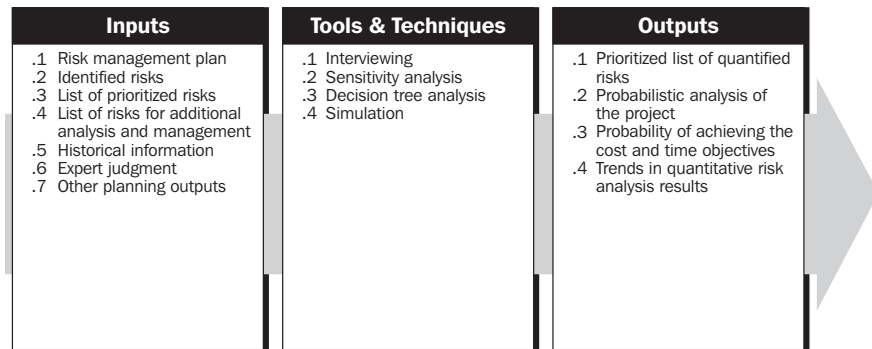 Inputs
.1 Risk management plan
.2 Identified risks
.3 List of prioritized risks
.4 List of risks for additional
analysis and management
.5 Historical information
.6 Expert judgment
.7 Other planning outputs
Tools & Techniques
.1 Interviewing
.2 Sensitivity analysis
.3 Decision tree analysis
.4 Simulation
Outputs
.1 Prioritized list of quantified
risks
.2 Probabilistic analysis of
the project
.3 Probability of achieving the
cost and time objectives
.4 Trends in quantitative risk
analysis results